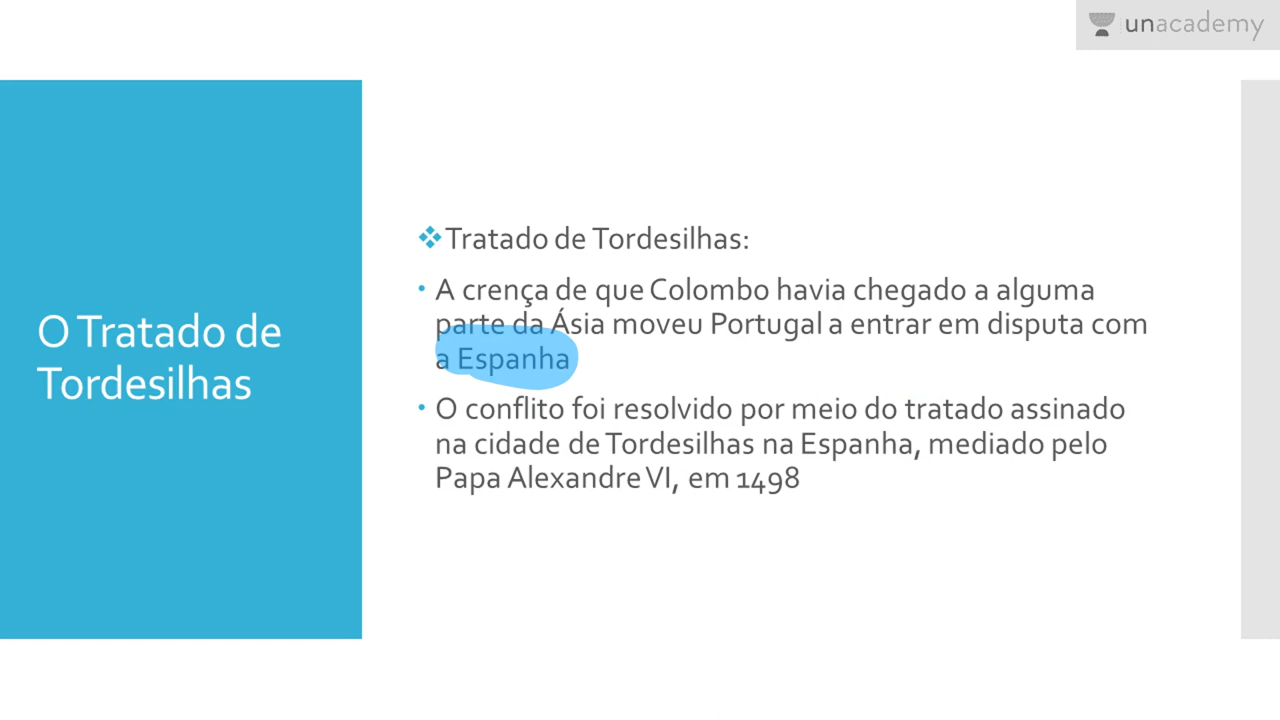 unacademy
O Tratado de
Tordesilhas
Tratado de Tordesilhas:
A crença de que Colombo havia chegado a alguma
parte da Ásia moveu Portugal a entrar em disputa com
a Espanha
O conflito foi resolvido por meio do tratado assinado
na cidade de Tordesilhas na Espanha, mediado pelo
Papa Alexandre VI, em 1498